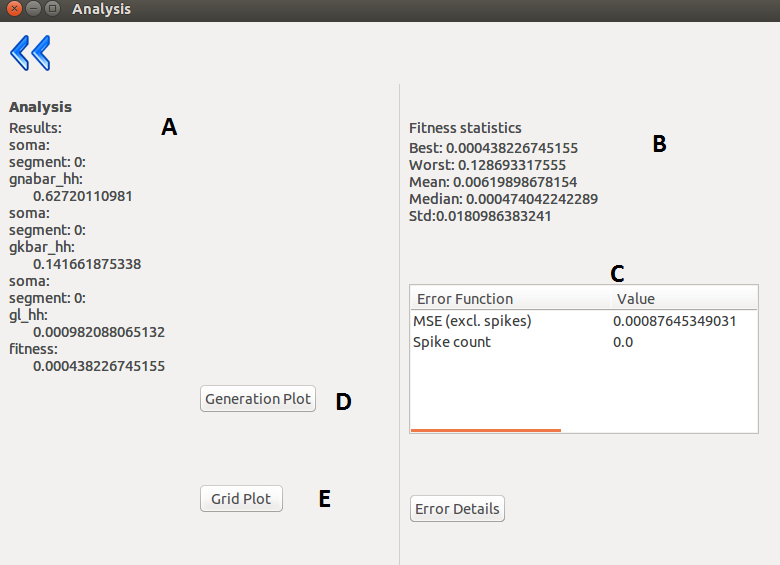 Analysis
Analysis
A
Results:
soma:
segment: 0:
gnabar_hh:
0.62720110981
soma:
segment: 0:
gkbar_hh:
0.141661875338
soma:
segment: 0:
gl_hh:
0.000982088065132
fitness:
0.000438226745155
Generation Plot
D
Grid Plot
E
Fitness statistics
B
Best: 0.000438226745155
Worst: 0.128693317555
Mean: 0.00619898678154
Median: 0.000474042242289
Std:0.0180986383241
C
Error Function Value
MSE (excl. spikes) 0.00087645349031
Spike count 0.0
Error Details